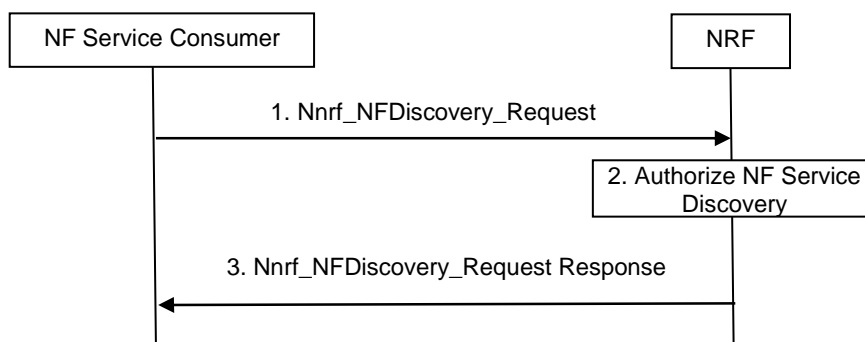 NF Service Consumer
NRF
1. Nnrf_NFDiscovery_Request
2. Authorize NF Service
Discovery
3. Nnrf_NFDiscovery_Request Response